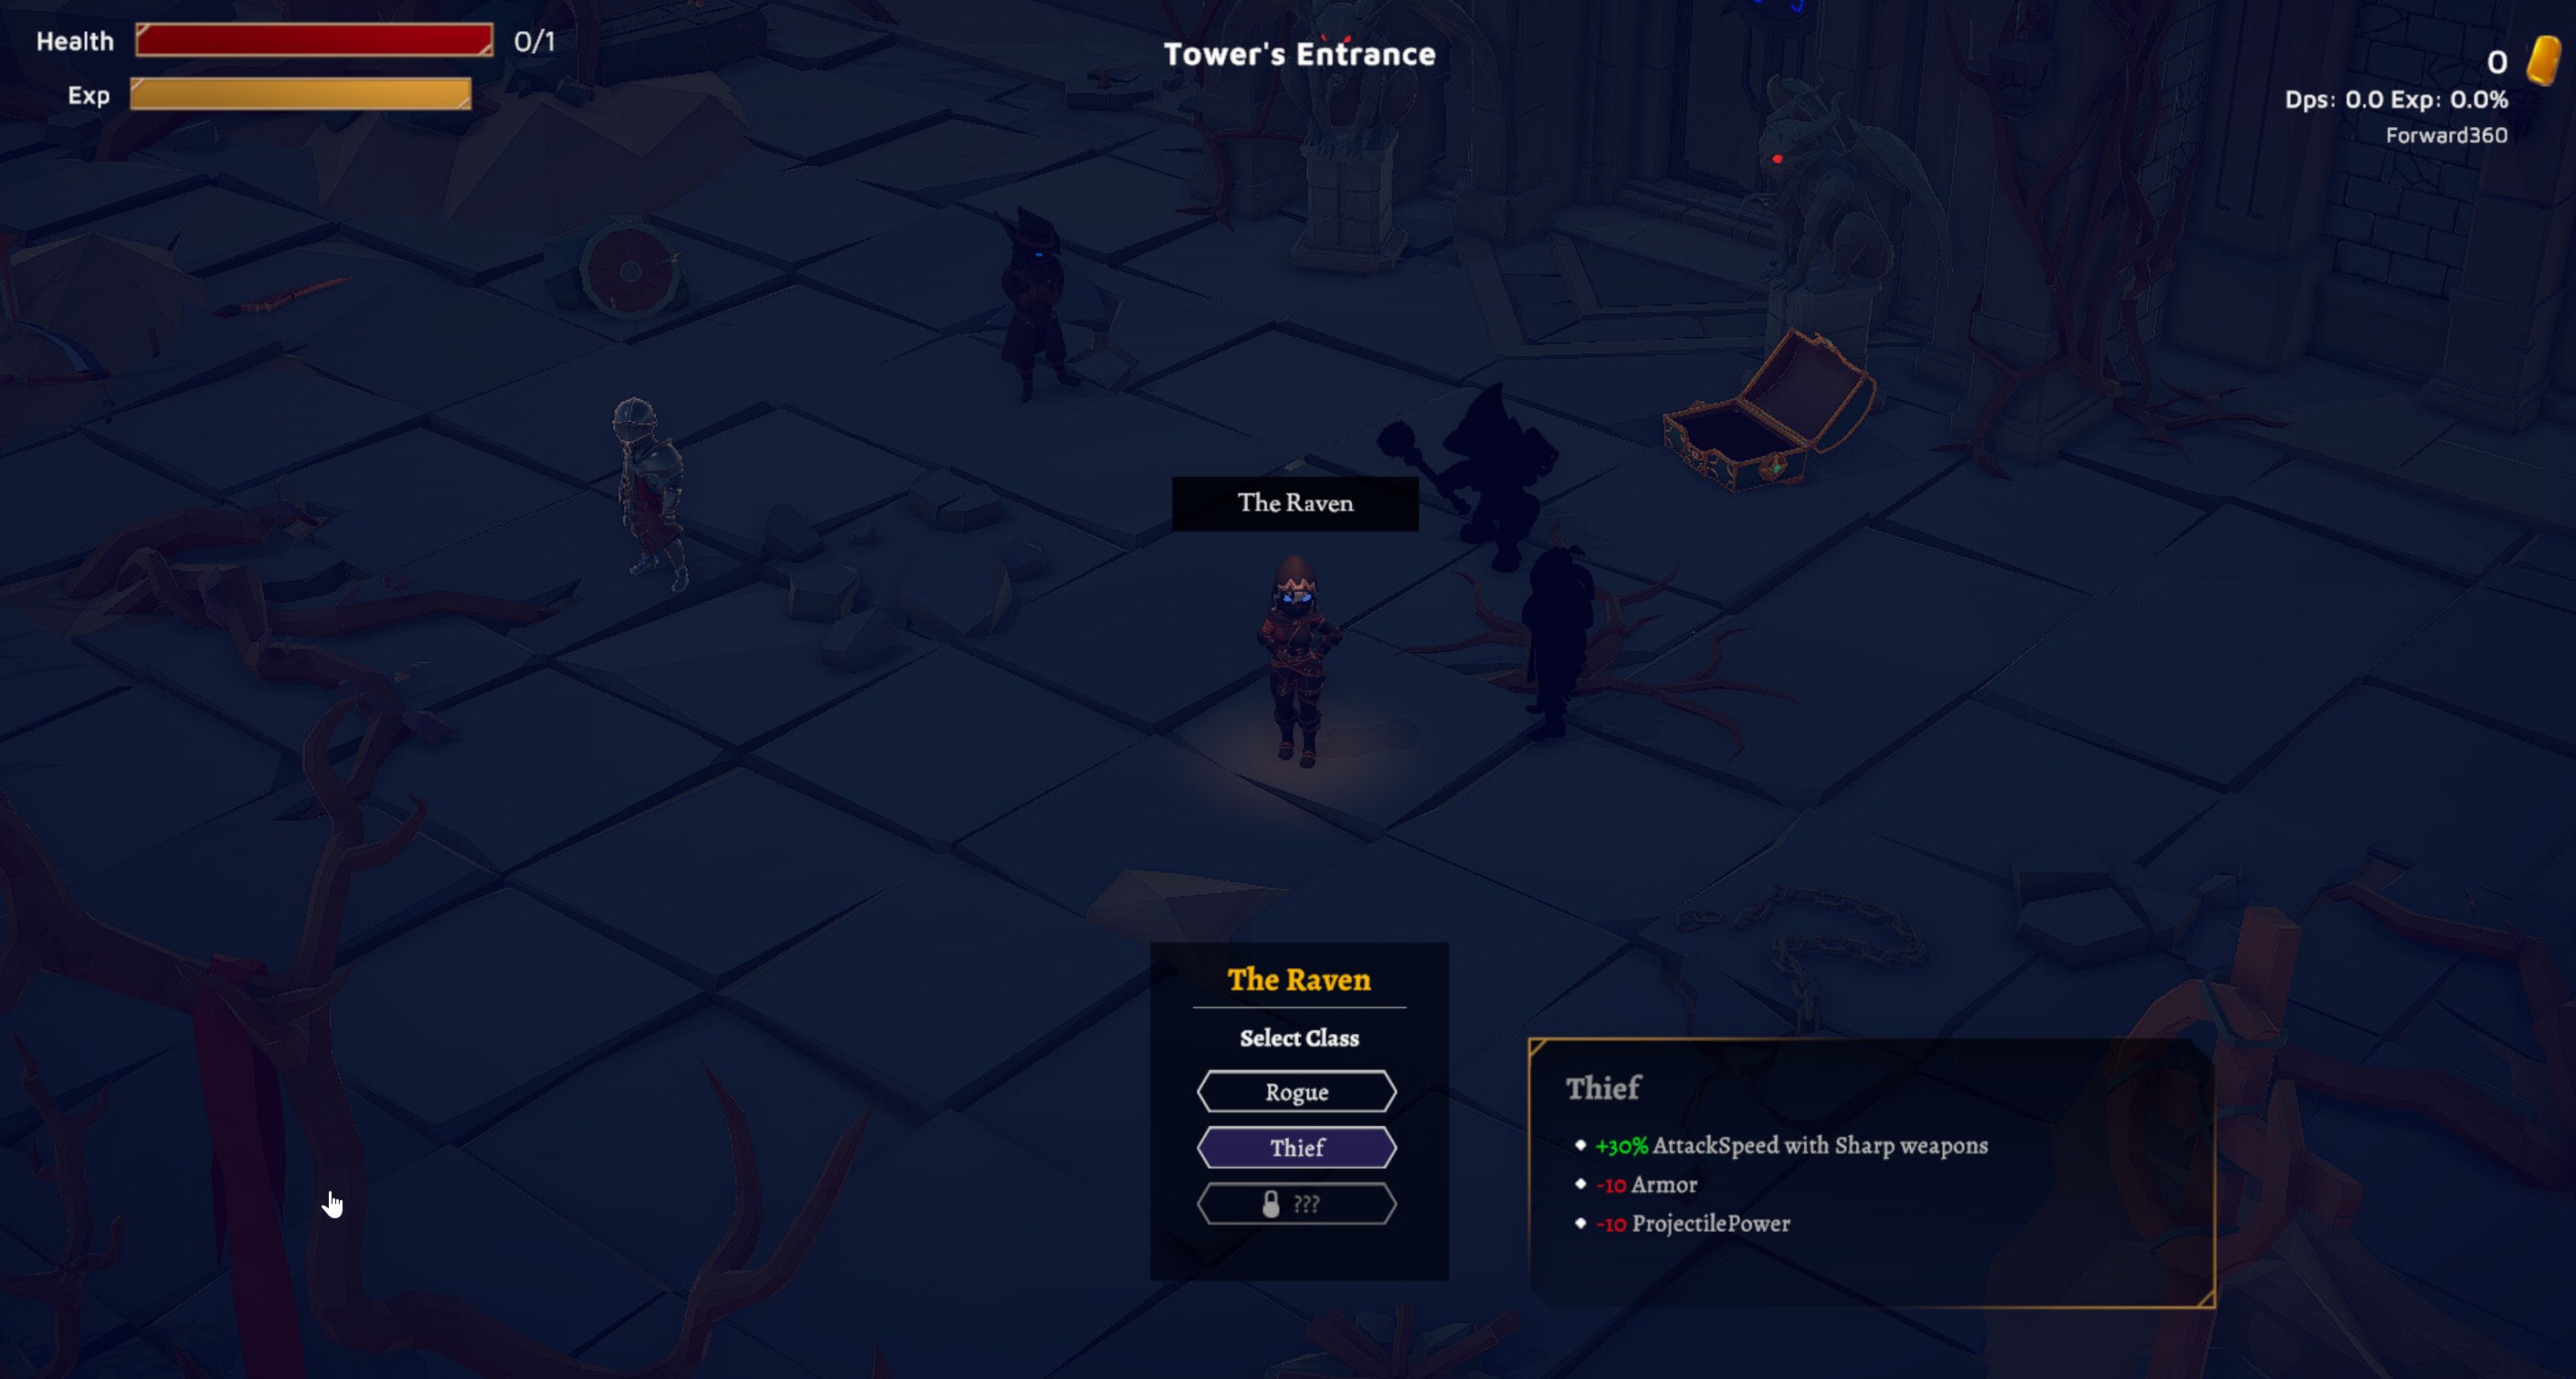 Health 0/1
Exp
Tower's Entrance
0
Dps: 0.0 Exp: 0.0%
Forward360
The Raven
The Raven
Select Class
Rogue
Thief
???
Thief
+30% AttackSpeed with Sharp weapons
-10 Armor
-10 ProjectilePower